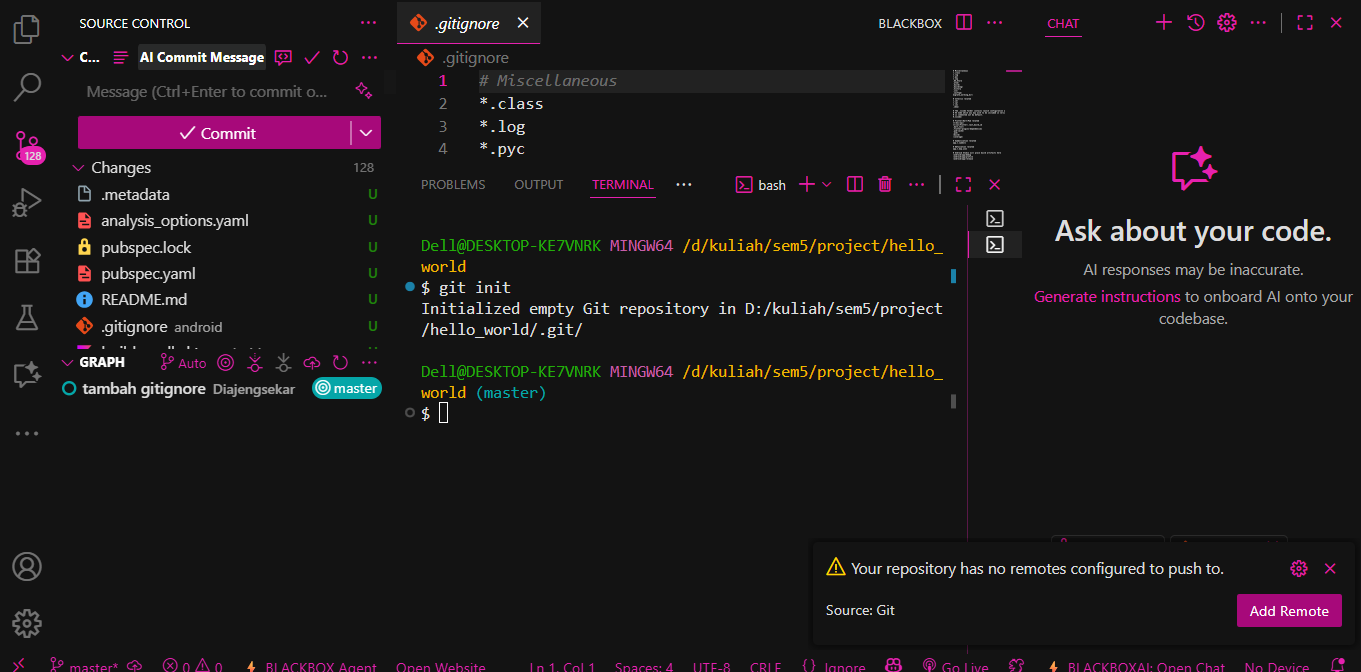 SOURCE CONTROL
C... AI Commit Message
Message (Ctrl+Enter to commit o...
Commit
Changes 128
.metadata U
analysis_options.yaml U
pubspec.lock U
pubspec.yaml U
README.md U
.gitignore android U
GRAPH Auto
tambah gitignore Diajengsekar master
128
.gitignore
BLACKBOX
.gitignore
1 # Miscellaneous
2 *.class
3 *.log
4 *.pyc
PROBLEMS OUTPUT TERMINAL ... bash
Dell@DESKTOP-KE7VNRK MINGW64 /d/kuliah/sem5/project/hello_
world
$ git init
Initialized empty Git repository in D:/kuliah/sem5/project
/hello_world/.git/
Dell@DESKTOP-KE7VNRK MINGW64 /d/kuliah/sem5/project/hello_
world (master)
$
CHAT
Ask about your code.
AI responses may be inaccurate.
Generate instructions to onboard AI onto your
codebase.
Your repository has no remotes configured to push to.
Source: Git
Add Remote
master* 0 0 BLACKBOX Agent Open Website Ln 1, Col 1 Spaces: 4 UTF-8 CRLF {} Ignore Go Live BLACKBOXAI: Open Chat No Device